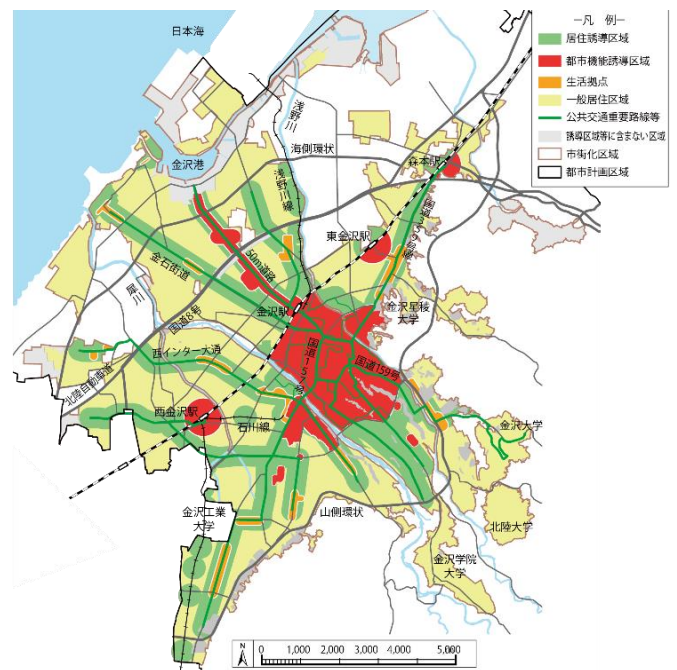 日本海
―凡 例―
居住誘導区域
都市機能誘導区域
生活拠点
一般居住区域
公共交通重要路線等
誘導区域等に含まない区域
市街化区域
都市計画区域
浅野川
海側環状
森本駅
金沢港
浅野川線
国道159号
東金沢駅
50m道路
金石街道
犀川
金沢駅
金沢星稜
大学
国道8号
国道157号
西インター大通
国道159号
北陸自動車道
西金沢駅
石川線
金沢大学
金沢工業
大学
山側環状
北陸大学
金沢学院
大学
N
0 1,000 2,000 3,000 4,000 5,000